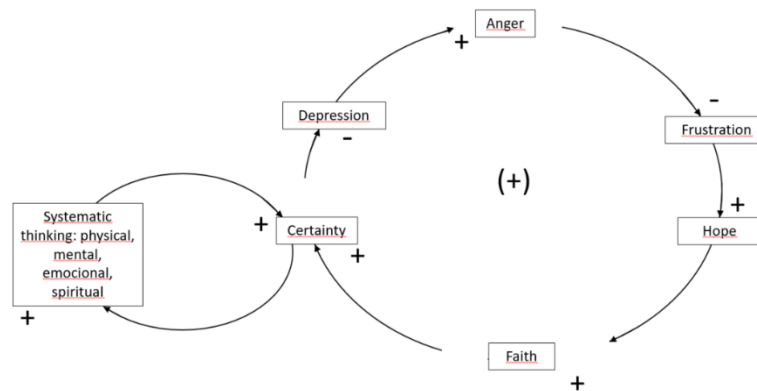 Anger
+
-
Depression
-
Frustration
(+)
+
Systematic
thinking: physical,
mental,
emocional,
spiritual
+
+
Certainty
+
Hope
Faith
+